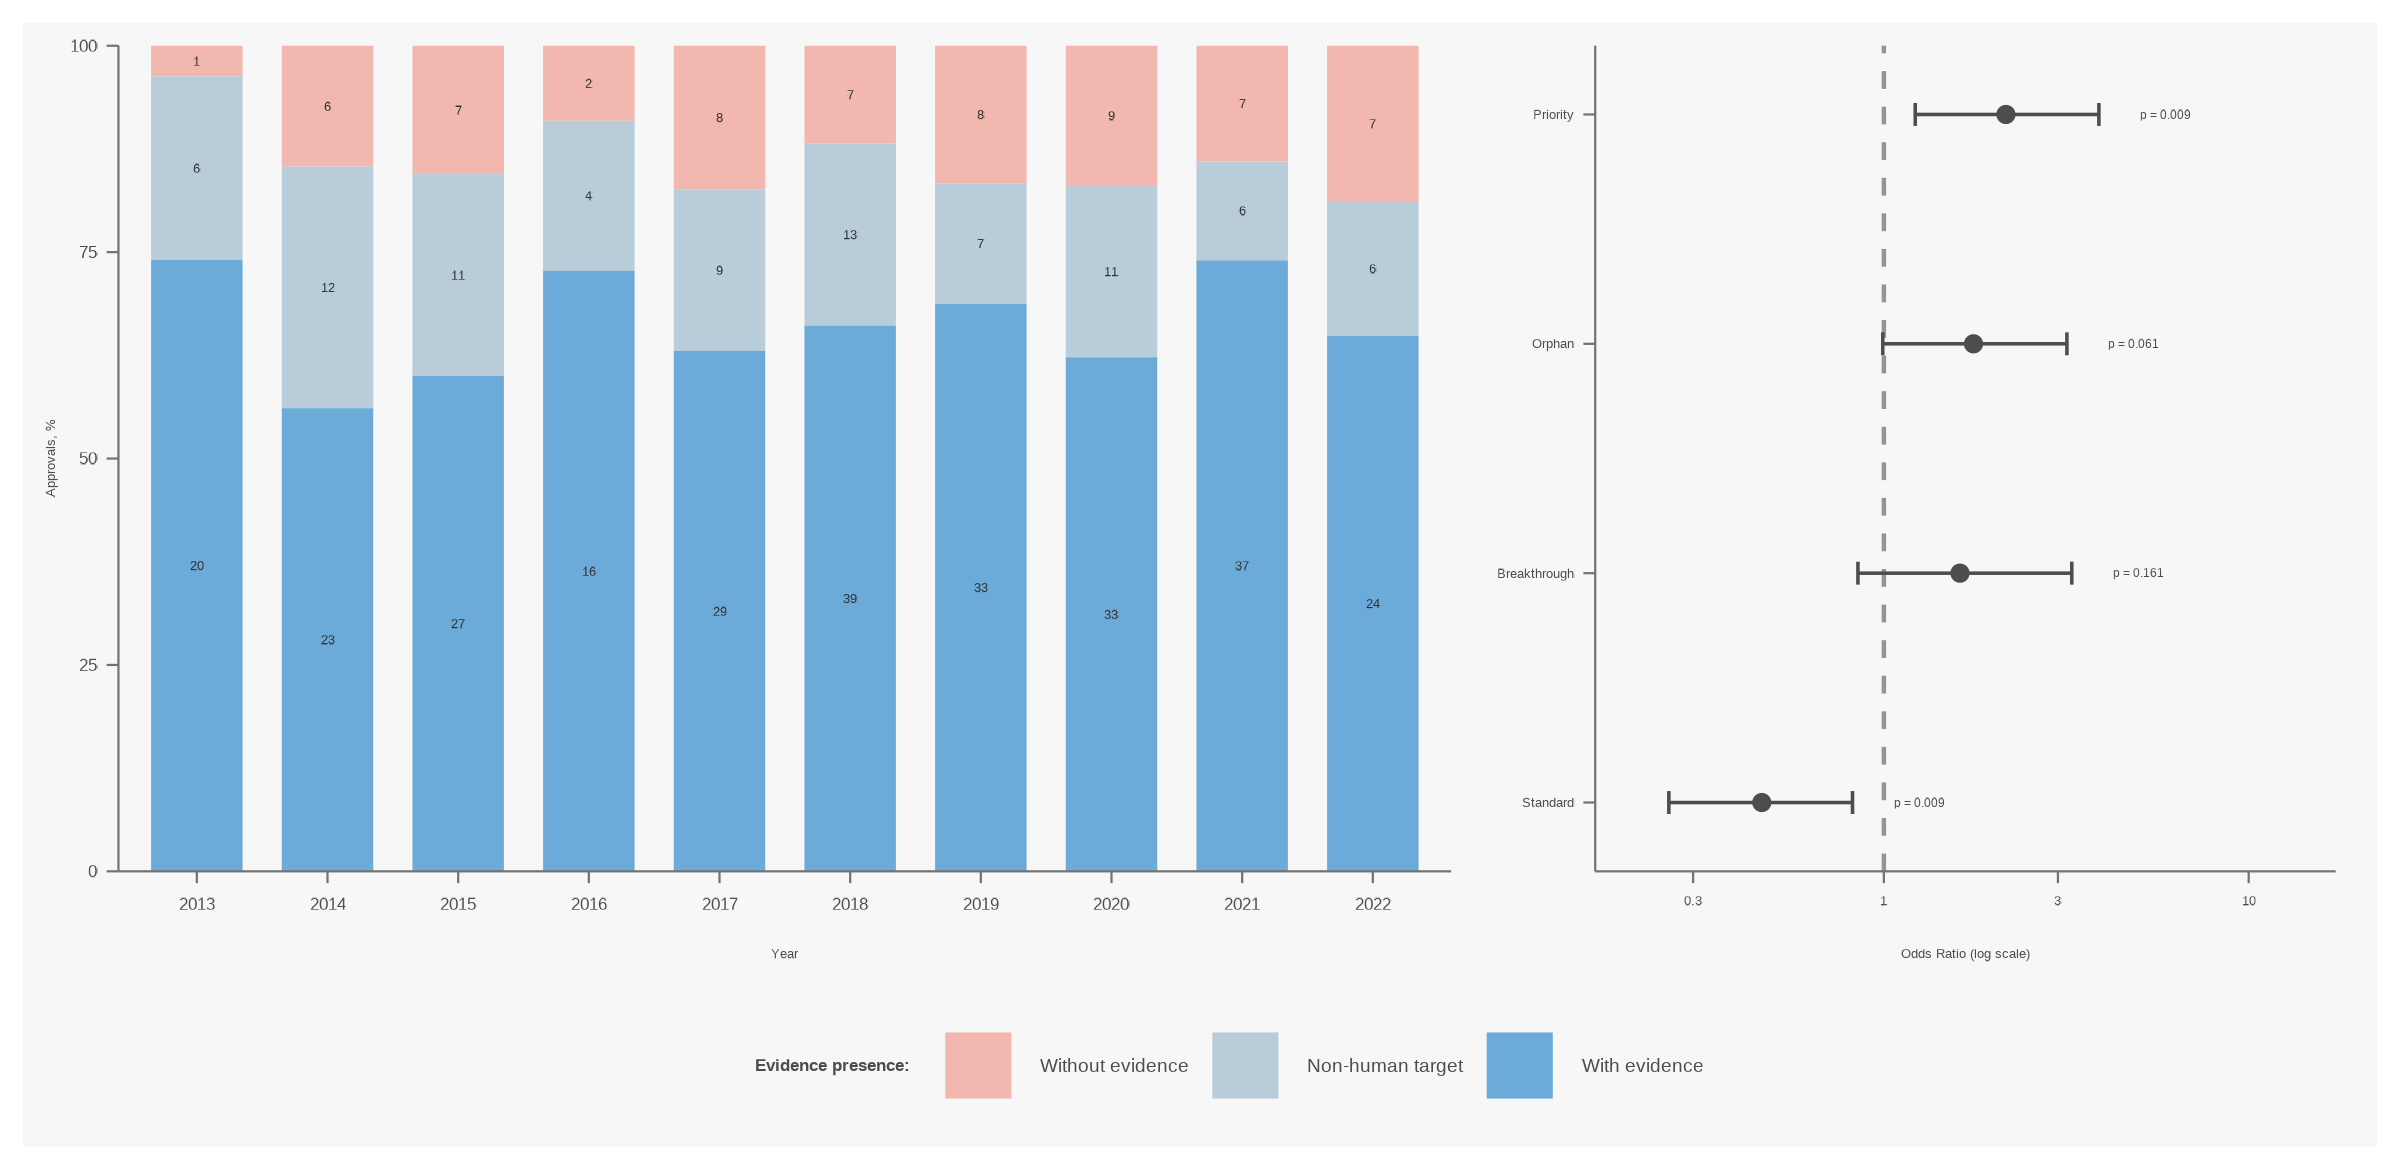 100
75
50
25
0
Approvals, %
1 6 7 2 8 7 8 9 7 7
6 12 11 4 9 13 7 11 6 6
20 23 27 16 29 39 33 33 37 24
2013 2014 2015 2016 2017 2018 2019 2020 2021 2022
Year
Priority p = 0.009
Orphan p = 0.061
Breakthrough p = 0.161
Standard p = 0.009
0.3 1 3 10
Odds Ratio (log scale)
Evidence presence: Without evidence Non-human target With evidence